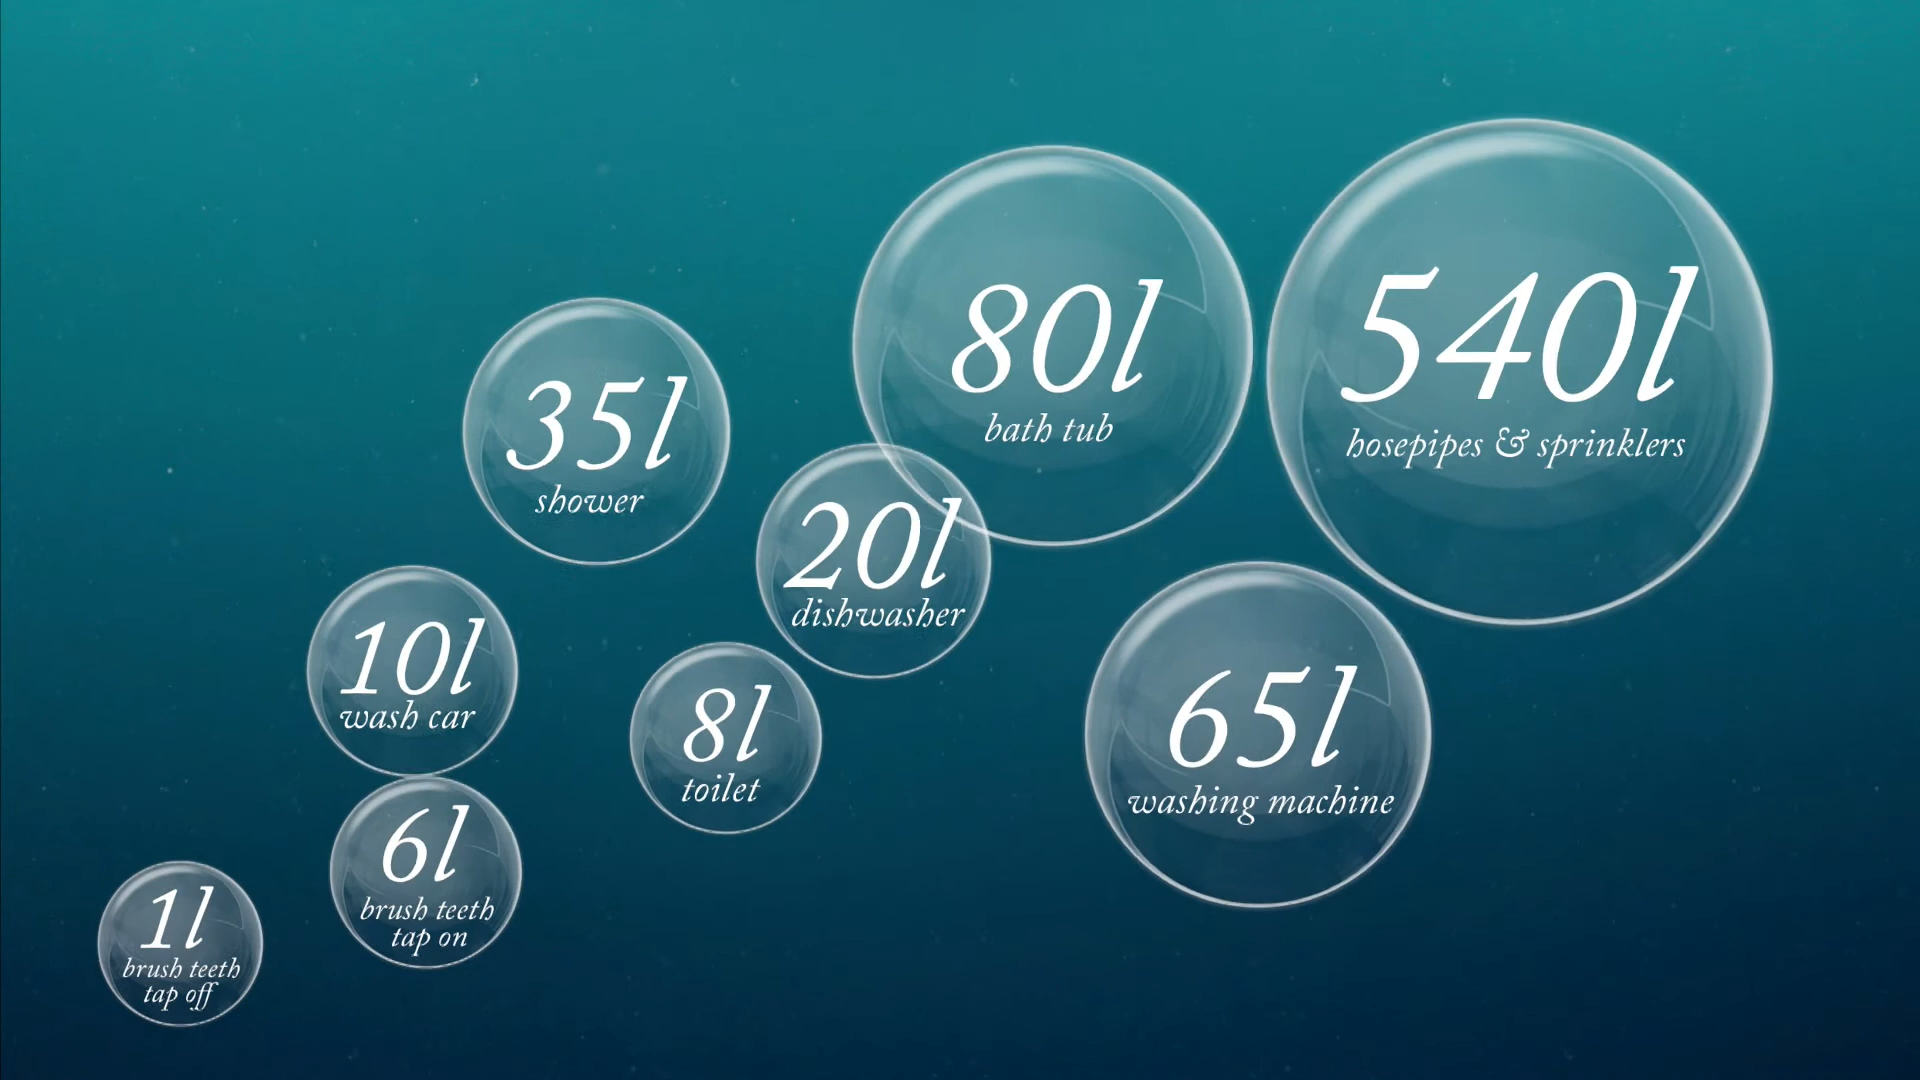 80l
bath tub
540l
hosepipes & sprinklers
35l
shower
20l
dishwasher
10l
wash car
8l
toilet
65l
washing machine
6l
brush teeth
tap on
1l
brush teeth
tap off